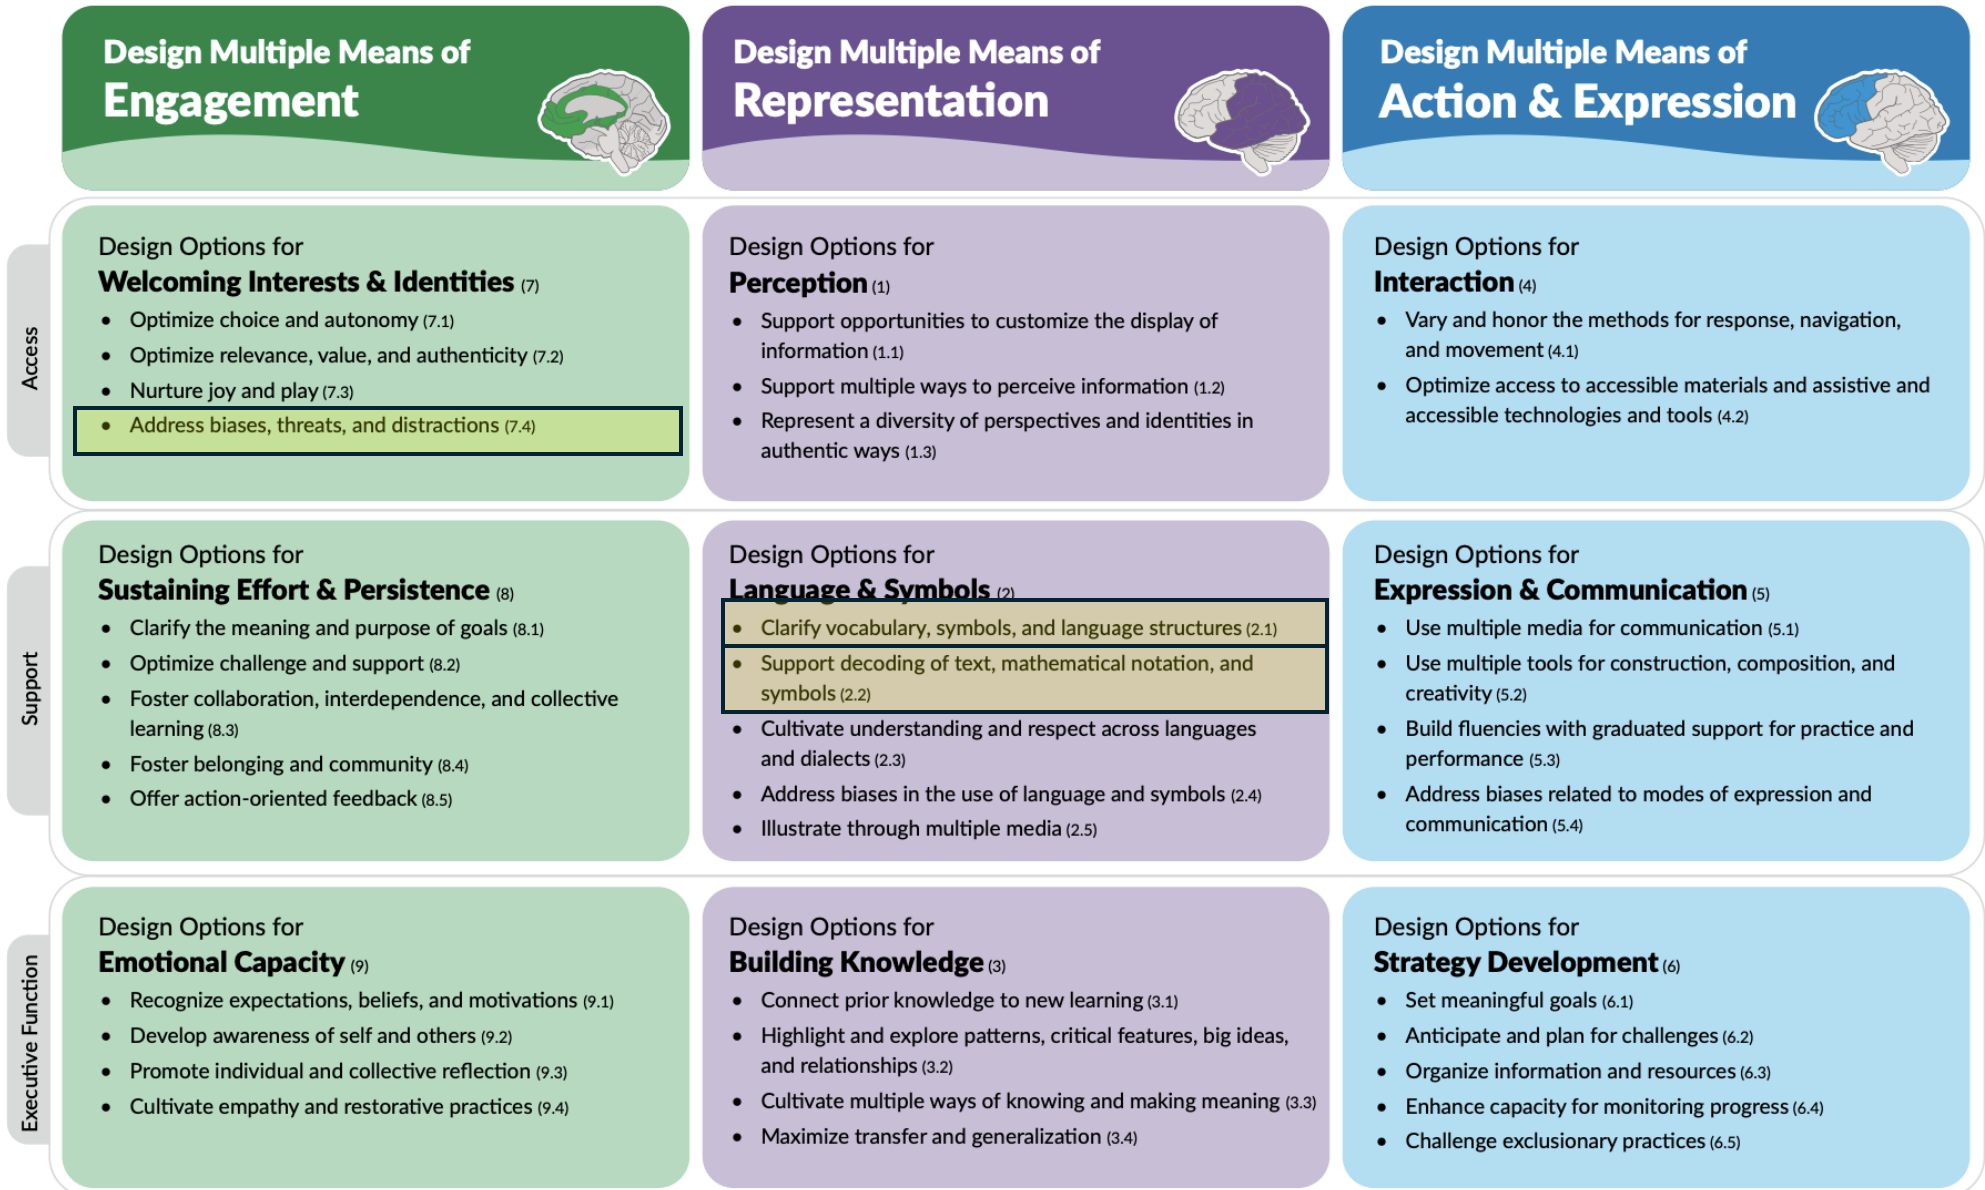 Design Multiple Means of
Engagement
Design Multiple Means of
Representation
Design Multiple Means of
Action & Expression
Access
Design Options for
Welcoming Interests & Identities (7)
• Optimize choice and autonomy (7.1)
• Optimize relevance, value, and authenticity (7.2)
• Nurture joy and play (7.3)
• Address biases, threats, and distractions (7.4)
Design Options for
Perception (1)
• Support opportunities to customize the display of
information (1.1)
• Support multiple ways to perceive information (1.2)
• Represent a diversity of perspectives and identities in
authentic ways (1.3)
Design Options for
Interaction (4)
• Vary and honor the methods for response, navigation,
and movement (4.1)
• Optimize access to accessible materials and assistive and
accessible technologies and tools (4.2)
Support
Design Options for
Sustaining Effort & Persistence (8)
• Clarify the meaning and purpose of goals (8.1)
• Optimize challenge and support (8.2)
• Foster collaboration, interdependence, and collective
learning (8.3)
• Foster belonging and community (8.4)
• Offer action-oriented feedback (8.5)
Design Options for
Language & Symbols (2)
• Clarify vocabulary, symbols, and language structures (2.1)
• Support decoding of text, mathematical notation, and
symbols (2.2)
• Cultivate understanding and respect across languages
and dialects (2.3)
• Address biases in the use of language and symbols (2.4)
• Illustrate through multiple media (2.5)
Design Options for
Expression & Communication (5)
• Use multiple media for communication (5.1)
• Use multiple tools for construction, composition, and
creativity (5.2)
• Build fluencies with graduated support for practice and
performance (5.3)
• Address biases related to modes of expression and
communication (5.4)
Executive Function
Design Options for
Emotional Capacity (9)
• Recognize expectations, beliefs, and motivations (9.1)
• Develop awareness of self and others (9.2)
• Promote individual and collective reflection (9.3)
• Cultivate empathy and restorative practices (9.4)
Design Options for
Building Knowledge (3)
• Connect prior knowledge to new learning (3.1)
• Highlight and explore patterns, critical features, big ideas,
and relationships (3.2)
• Cultivate multiple ways of knowing and making meaning (3.3)
• Maximize transfer and generalization (3.4)
Design Options for
Strategy Development (6)
• Set meaningful goals (6.1)
• Anticipate and plan for challenges (6.2)
• Organize information and resources (6.3)
• Enhance capacity for monitoring progress (6.4)
• Challenge exclusionary practices (6.5)